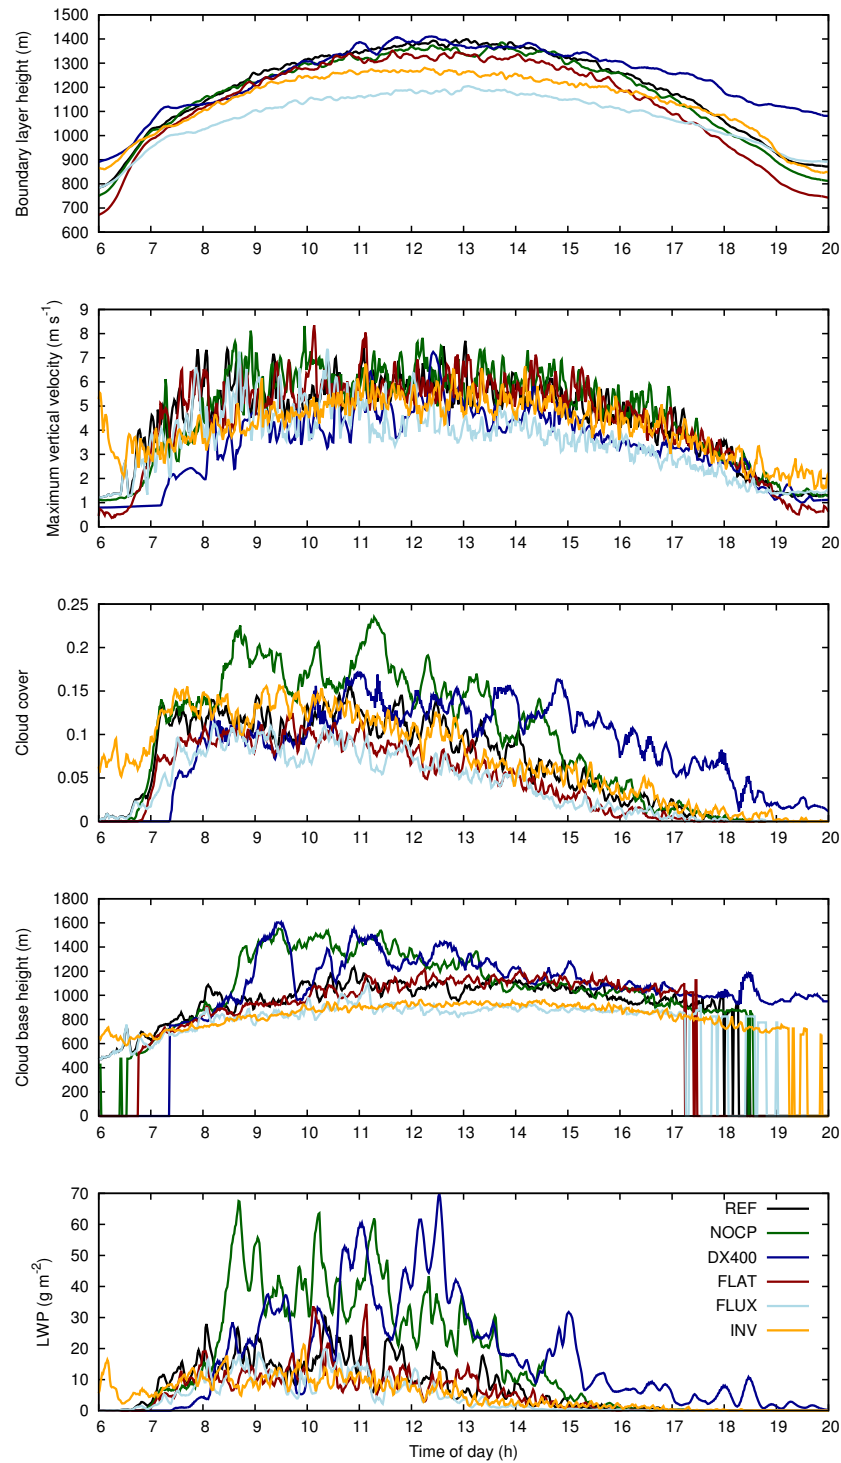 1500
1400
1300
1200
1100
1000
900
800
700
600
Boundary layer height (m)
6 7 8 9 10 11 12 13 14 15 16 17 18 19 20
9
8
7
6
5
4
3
2
1
0
Maximum vertical velocity (m s-1)
6 7 8 9 10 11 12 13 14 15 16 17 18 19 20
0.25
0.2
0.15
0.1
0.05
0
Cloud cover
6 7 8 9 10 11 12 13 14 15 16 17 18 19 20
1800
1600
1400
1200
1000
800
600
400
200
0
Cloud base height (m)
6 7 8 9 10 11 12 13 14 15 16 17 18 19 20
70
60
50
40
30
20
10
0
LWP (g m-2)
REF
NOCP
DX400
FLAT
FLUX
INV
6 7 8 9 10 11 12 13 14 15 16 17 18 19 20
Time of day (h)